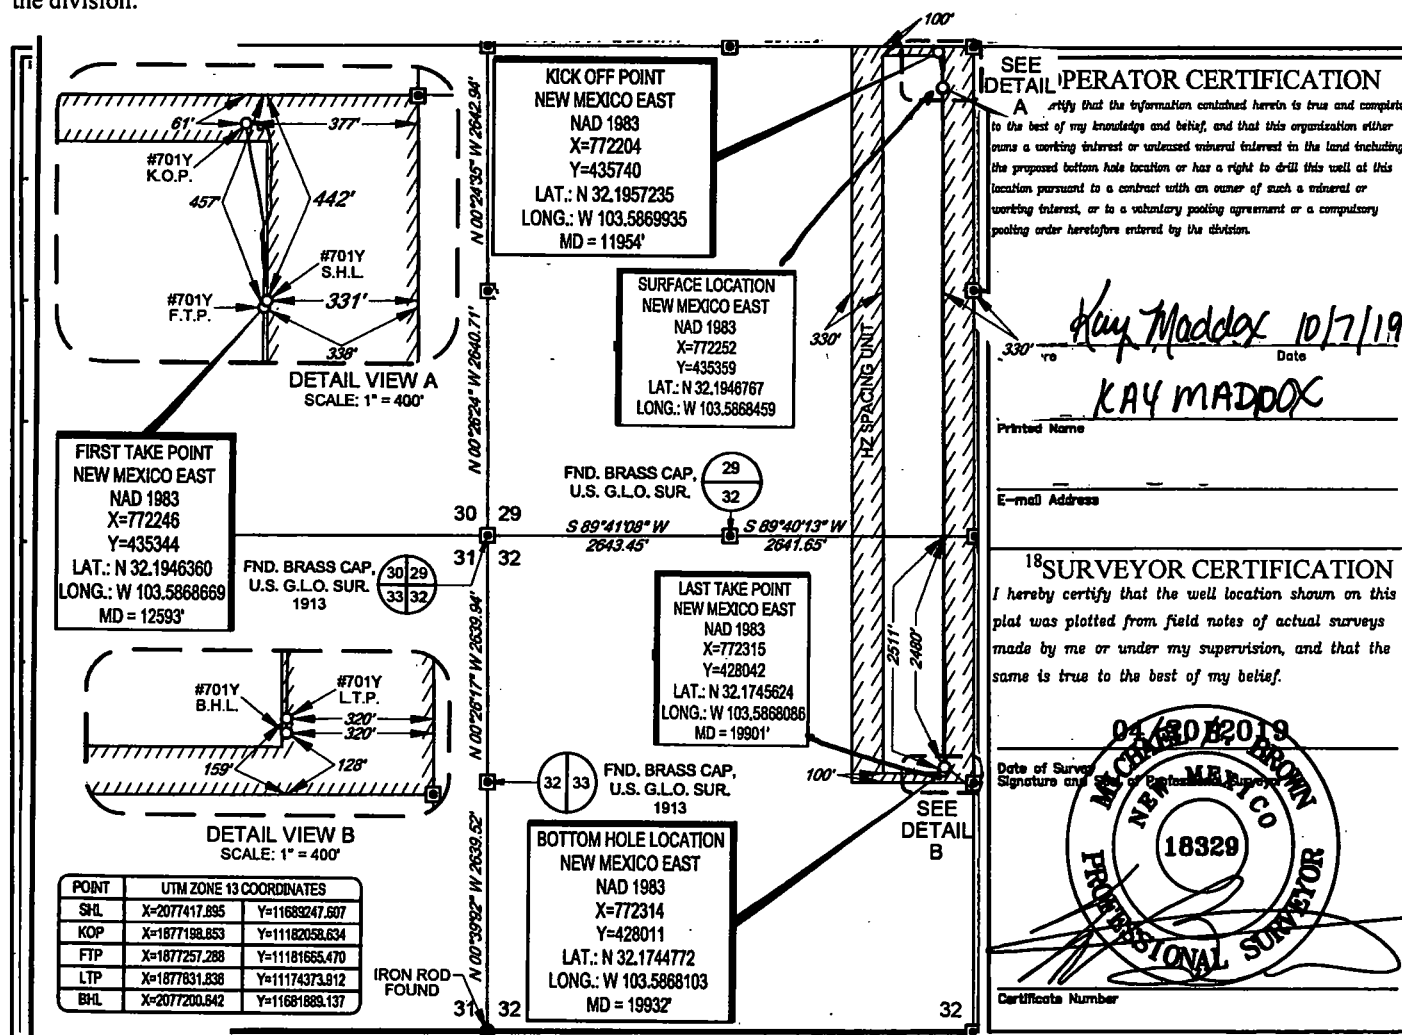 the division.
100'
SEE
DETAIL
A
61'
377'
#701Y
K.O.P.
457'
442'
#701Y
S.H.L.
#701Y
F.T.P.
331'
338'
DETAIL VIEW A
SCALE: 1" = 400'
N 00°24'35" W 2642.94'
KICK OFF POINT
NEW MEXICO EAST
NAD 1983
X=772204
Y=435740
LAT.: N 32.1957235
LONG.: W 103.5869935
MD = 11954'
SURFACE LOCATION
NEW MEXICO EAST
NAD 1983
X=772252
Y=435359
LAT.: N 32.1946767
LONG.: W 103.5868459
330'
HZ SPACING UNIT
330'
N 00°26'24" W 2640.71'
FIRST TAKE POINT
NEW MEXICO EAST
NAD 1983
X=772246
Y=435344
LAT.: N 32.1946360
LONG.: W 103.5868669
MD = 12593'
FND. BRASS CAP,
U.S. G.L.O. SUR.
29
32
30 29
31 32
S 89°41'08" W
2643.45'
S 89°40'13" W
2641.65'
FND. BRASS CAP,
U.S. G.L.O. SUR.
1913
30 29
33 32
N 00°26'17" W 2639.94'
LAST TAKE POINT
NEW MEXICO EAST
NAD 1983
X=772315
Y=428042
LAT.: N 32.1745624
LONG.: W 103.5868086
MD = 19901'
2511'
2480'
#701Y
B.H.L.
#701Y
L.T.P.
320'
320'
159'
128'
DETAIL VIEW B
SCALE: 1" = 400'
32 33
FND. BRASS CAP,
U.S. G.L.O. SUR.
1913
100'
SEE
DETAIL
B
N 00°39'92" W 2639.52'
BOTTOM HOLE LOCATION
NEW MEXICO EAST
NAD 1983
X=772314
Y=428011
LAT.: N 32.1744772
LONG.: W 103.5868103
MD = 19932'
POINT UTM ZONE 13 COORDINATES
SHL X=2077417.895 Y=11689247.607
KOP X=1877198.853 Y=11182058.634
FTP X=1877257.288 Y=11181665.470
LTP X=1877831.836 Y=11174373.912
BHL X=2077200.642 Y=11681889.137
IRON ROD
FOUND
31 32
32
OPERATOR CERTIFICATION
rtify that the information contained herein is true and complete
to the best of my knowledge and belief, and that this organization either
owns a working interest or unleased mineral interest in the land including
the proposed bottom hole location or has a right to drill this well at this
location pursuant to a contract with an owner of such a mineral or
working interest, or to a voluntary pooling agreement or a compulsory
pooling order heretofore entered by the division.
Kay Maddox 10/7/19
Date
KAY MADDOX
Printed Name
E-mail Address
18 SURVEYOR CERTIFICATION
I hereby certify that the well location shown on this
plat was plotted from field notes of actual surveys
made by me or under my supervision, and that the
same is true to the best of my belief.
04/30/2019
Date of Survey
Signature and Seal of Professional Surveyor
MICHAEL B. BROWN
NEW MEXICO
18329
PROFESSIONAL SURVEYOR
Certificate Number